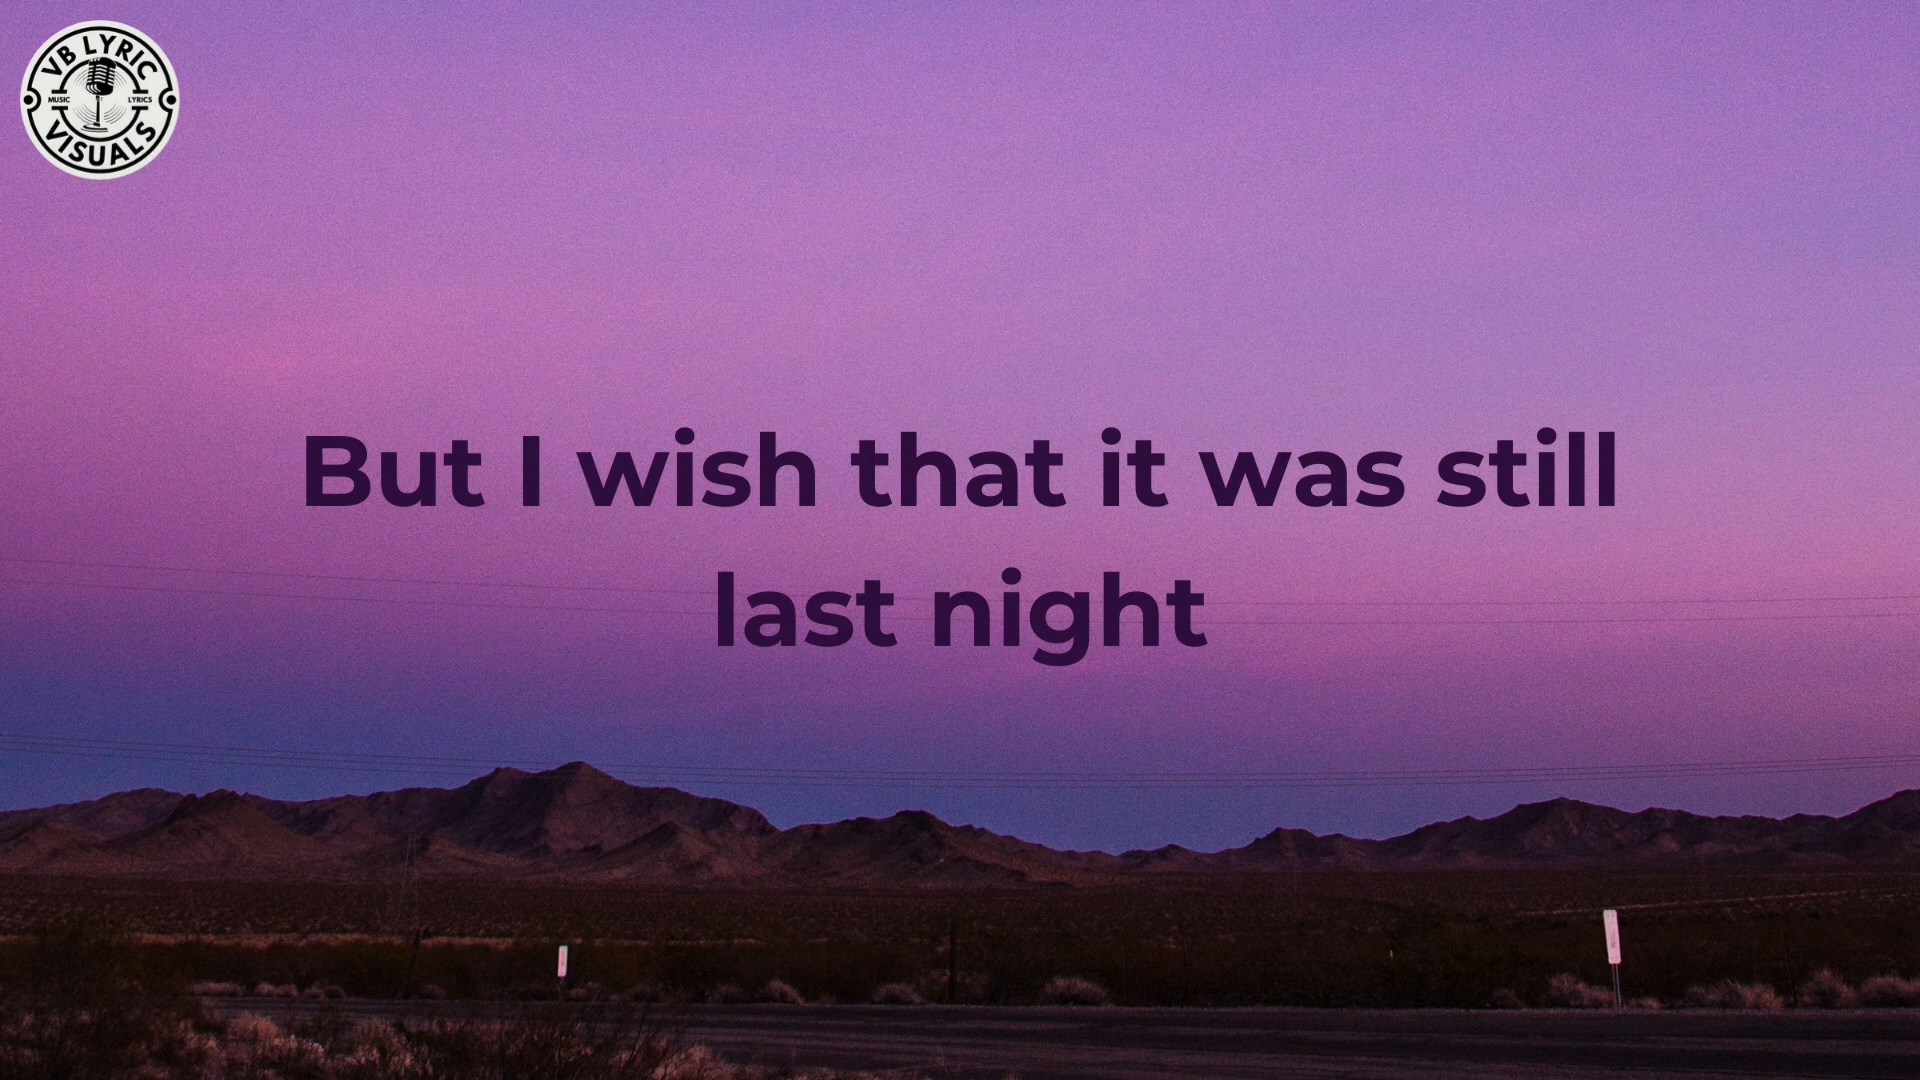 VB LYRIC
MUSIC LYRICS
VISUALS
But I wish that it was still
last night